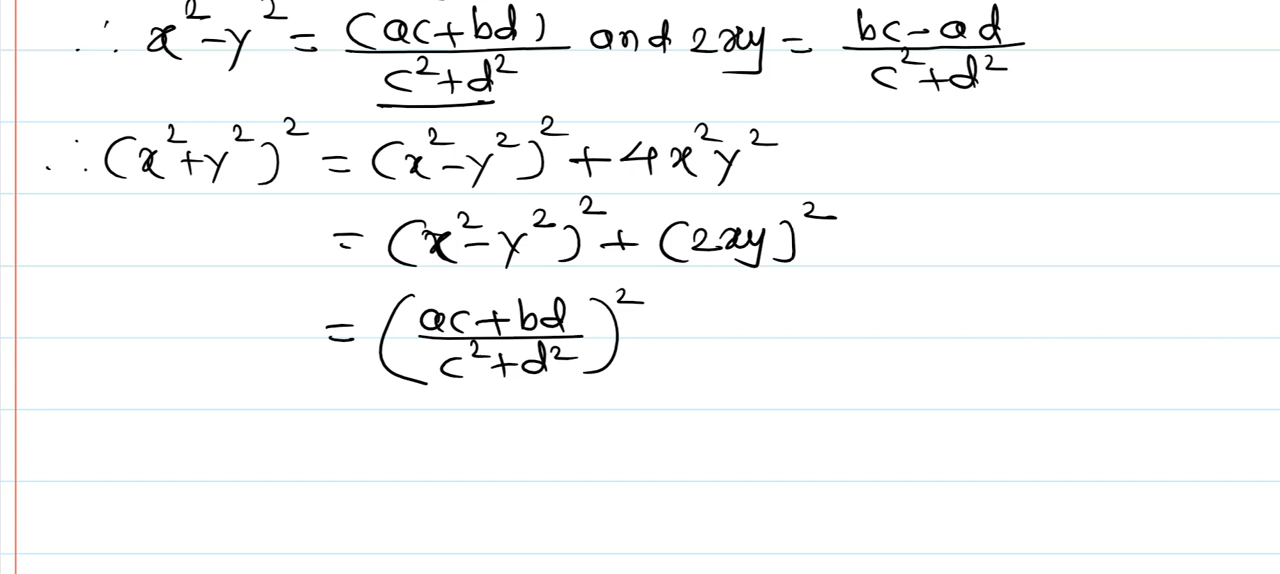 ∴ x²-y² = (ac+bd)/(c²+d²) and 2xy = (bc-ad)/(c²+d²)
∴ (x²+y²)² = (x²-y²)² + 4x²y²
= (x²-y²)² + (2xy)²
= ((ac+bd)/(c²+d²))²